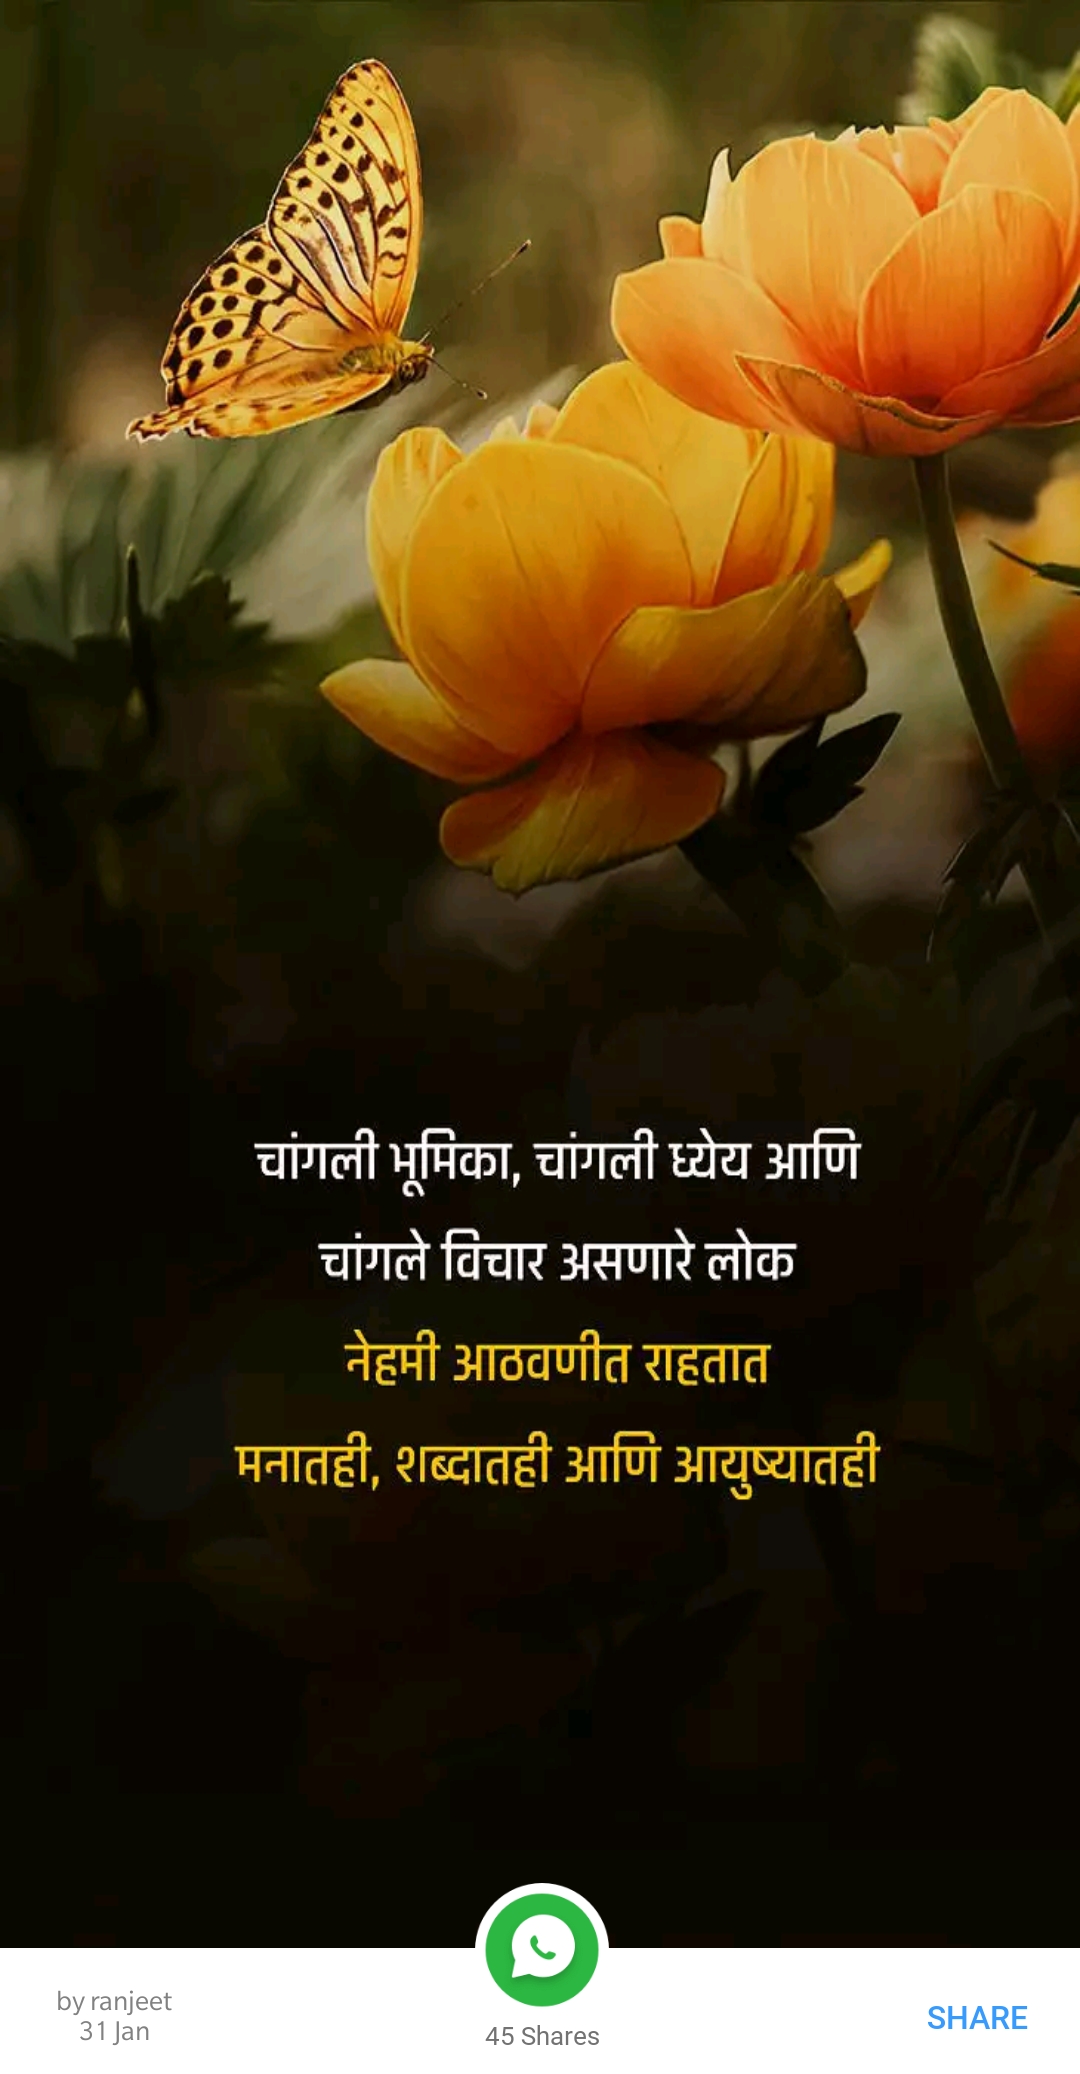 चांगली भूमिका, चांगली ध्येय आणि
चांगले विचार असणारे लोक
नेहमी आठवणीत राहतात
मनातही, शब्दातही आणि आयुष्यातही
by ranjeet
31 Jan
45 Shares
SHARE